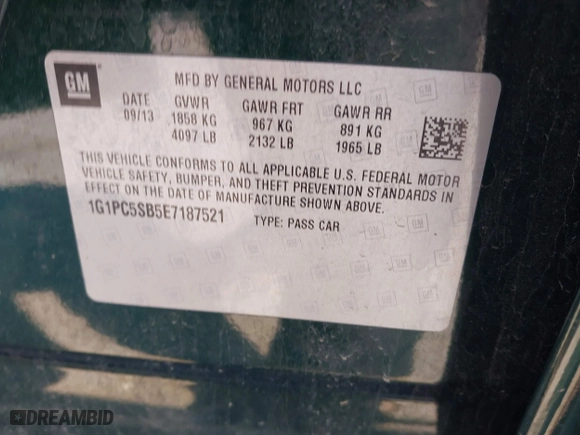 GM
MFD BY GENERAL MOTORS LLC
DATE GVWR GAWR FRT GAWR RR
09/13 1858 KG 967 KG 891 KG
4097 LB 2132 LB 1965 LB
THIS VEHICLE CONFORMS TO ALL APPLICABLE U.S. FEDERAL MOTOR
VEHICLE SAFETY, BUMPER, AND THEFT PREVENTION STANDARDS IN
EFFECT ON THE DATE OF MANUFACTURE SHOWN ABOVE.
1G1PC5SB5E7187521 TYPE: PASS CAR
DREAMBID